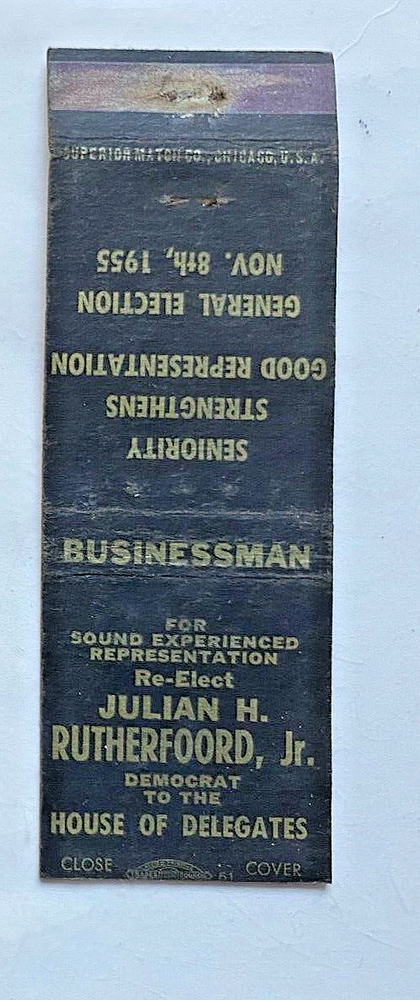 SUPERIOR MATCH CO., CHICAGO, U.S.A.
SENIORITY
STRENGTHENS
GOOD REPRESENTATION
GENERAL ELECTION
NOV. 8th, 1955
BUSINESSMAN
FOR
SOUND EXPERIENCED
REPRESENTATION
Re-Elect
JULIAN H.
RUTHERFOORD, Jr.
DEMOCRAT
TO THE
HOUSE OF DELEGATES
CLOSE COVER